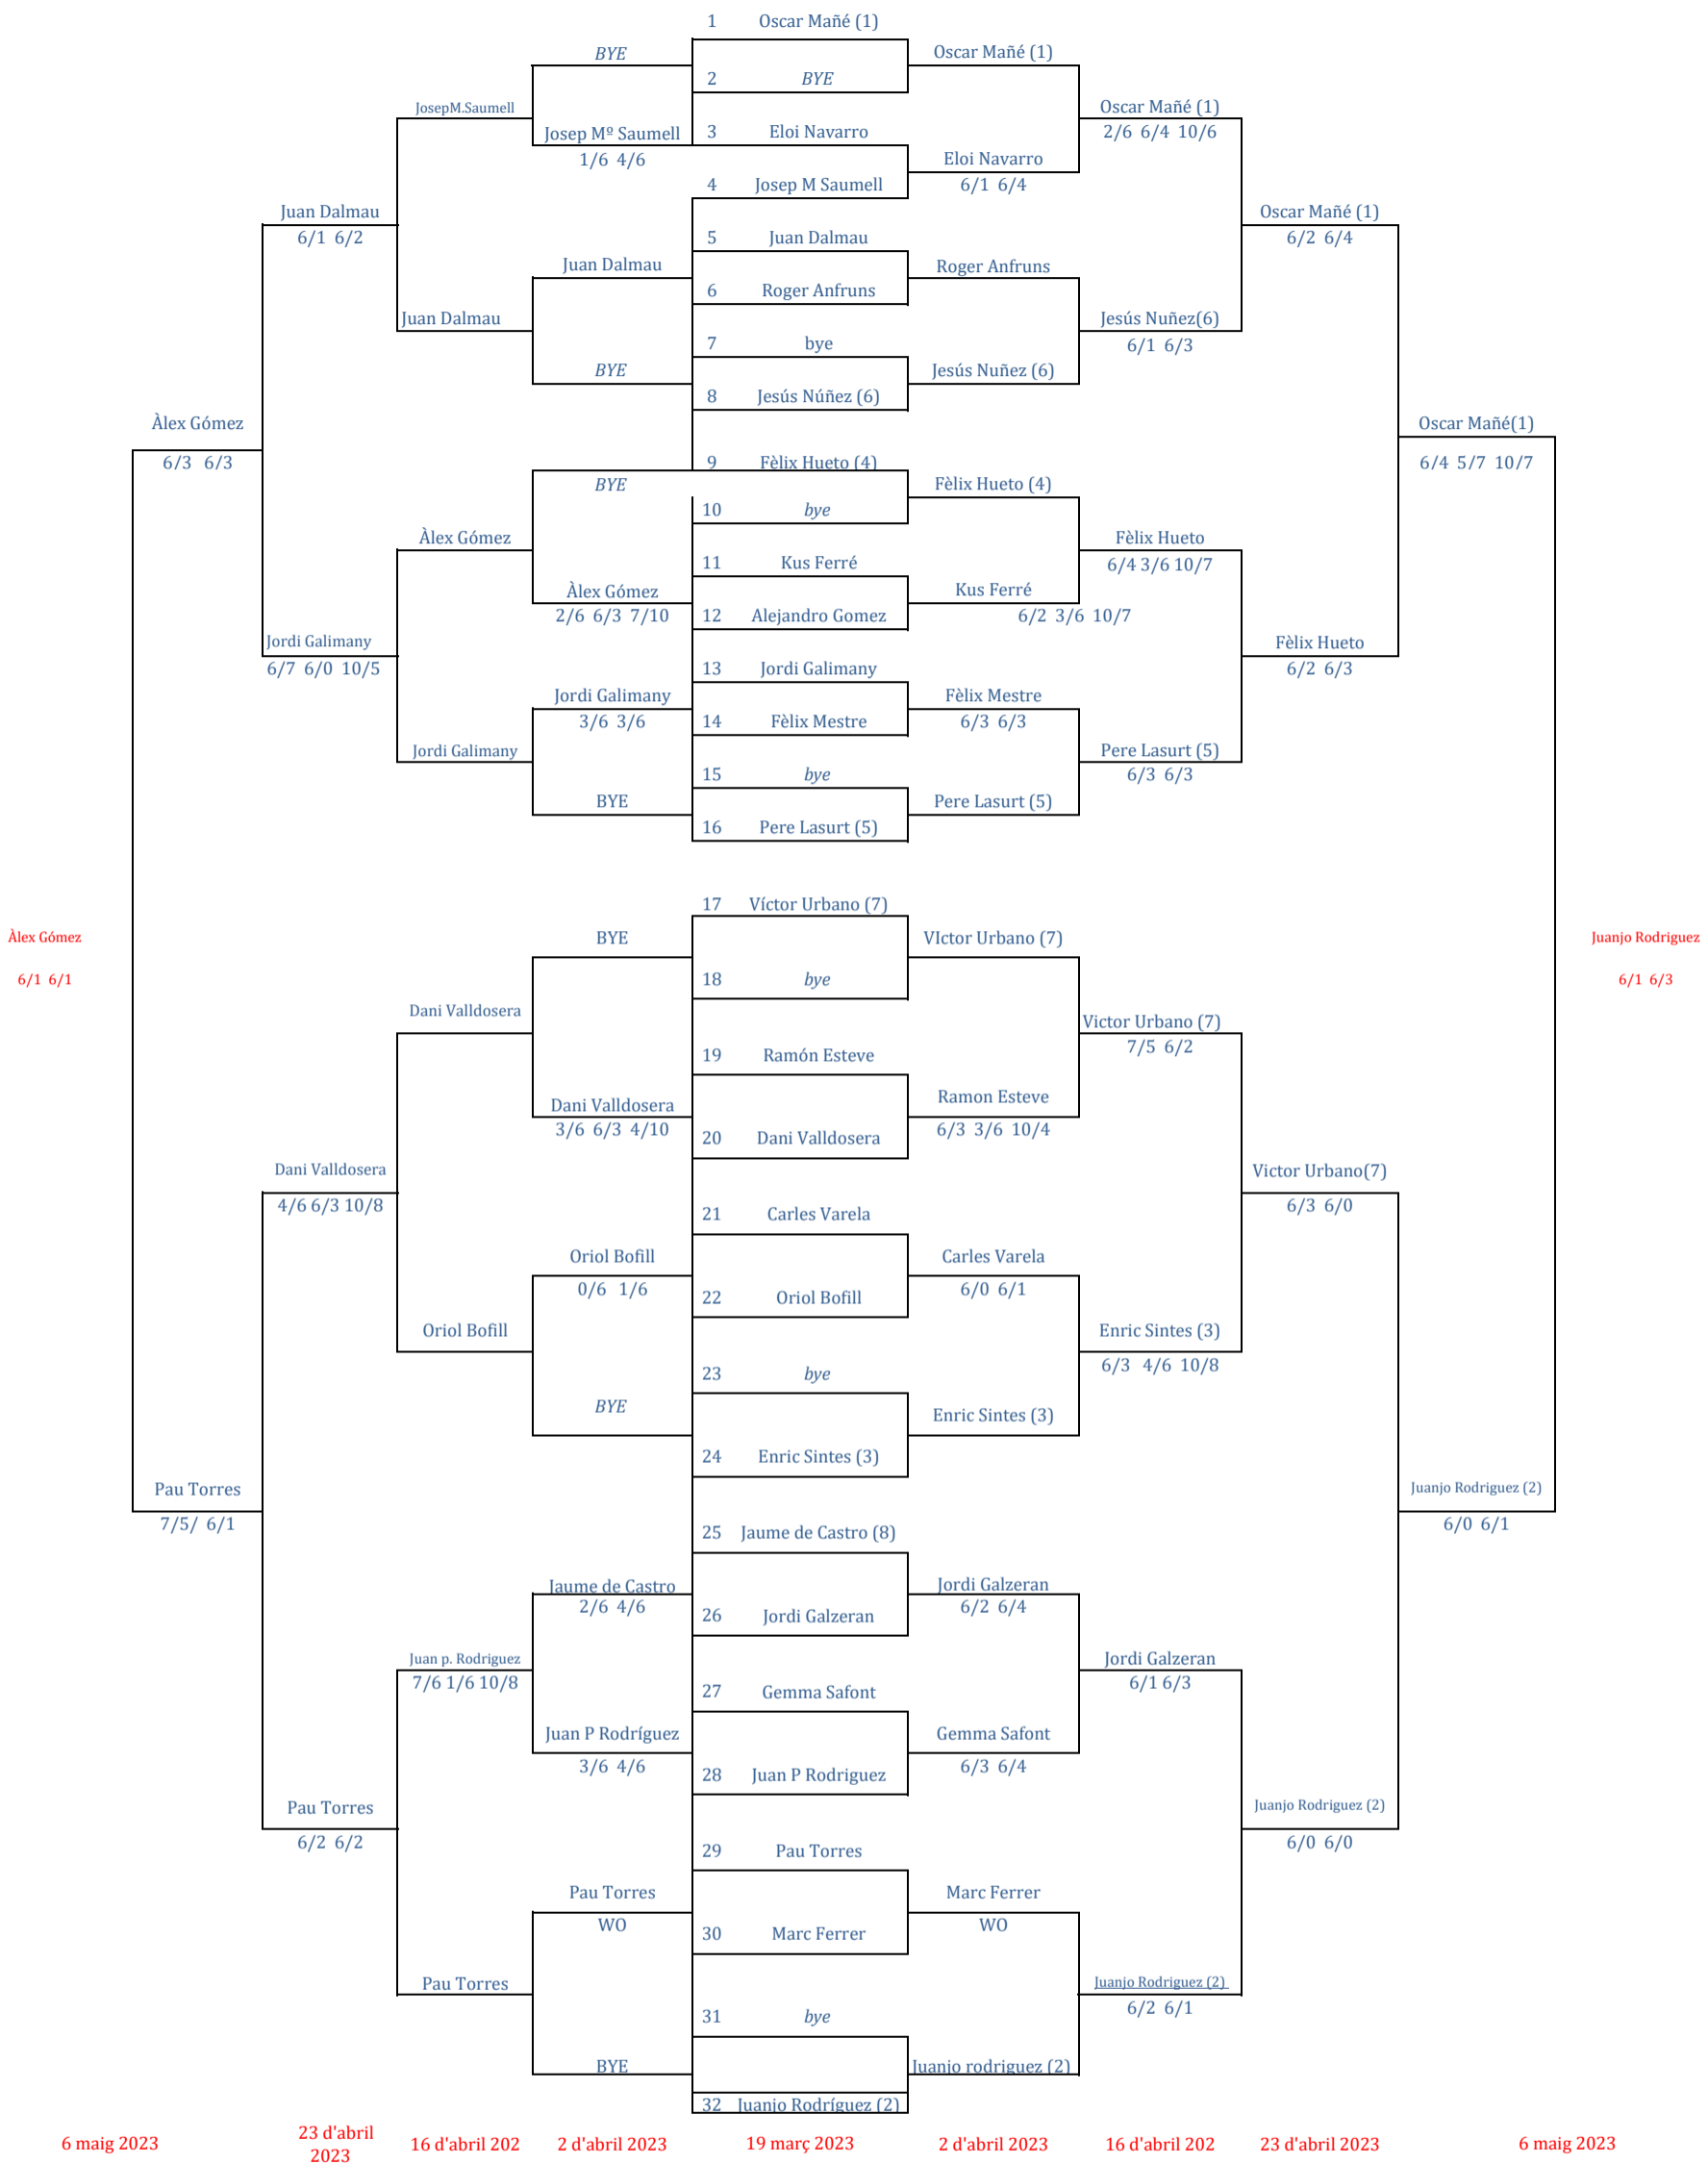 1 Oscar Mañé (1)
BYE
Oscar Mañé (1)
2 BYE
JosepM.Saumell
Oscar Mañé (1)
2/6 6/4 10/6
Josep Mº Saumell
3 Eloi Navarro
1/6 4/6
Eloi Navarro
6/1 6/4
4 Josep M Saumell
Juan Dalmau
6/1 6/2
Oscar Mañé (1)
6/2 6/4
5 Juan Dalmau
Juan Dalmau
Roger Anfruns
6 Roger Anfruns
Juan Dalmau
Jesús Nuñez(6)
6/1 6/3
7 bye
BYE
Jesús Nuñez (6)
8 Jesús Núñez (6)
Àlex Gómez
6/3 6/3
Oscar Mañé(1)
6/4 5/7 10/7
9 Fèlix Hueto (4)
BYE
Fèlix Hueto (4)
10 bye
Àlex Gómez
Fèlix Hueto
6/4 3/6 10/7
11 Kus Ferré
Àlex Gómez
2/6 6/3 7/10
Kus Ferré
6/2 3/6 10/7
12 Alejandro Gomez
Jordi Galimany
6/7 6/0 10/5
Fèlix Hueto
6/2 6/3
13 Jordi Galimany
Jordi Galimany
3/6 3/6
Fèlix Mestre
6/3 6/3
14 Fèlix Mestre
Jordi Galimany
Pere Lasurt (5)
6/3 6/3
15 bye
BYE
Pere Lasurt (5)
16 Pere Lasurt (5)
17 Víctor Urbano (7)
Àlex Gómez
6/1 6/1
BYE
VIctor Urbano (7)
Juanjo Rodriguez
6/1 6/3
18 bye
Dani Valldosera
Victor Urbano (7)
7/5 6/2
19 Ramón Esteve
Dani Valldosera
3/6 6/3 4/10
Ramon Esteve
6/3 3/6 10/4
20 Dani Valldosera
Dani Valldosera
4/6 6/3 10/8
Victor Urbano(7)
6/3 6/0
21 Carles Varela
Oriol Bofill
0/6 1/6
Carles Varela
6/0 6/1
22 Oriol Bofill
Oriol Bofill
Enric Sintes (3)
6/3 4/6 10/8
23 bye
BYE
Enric Sintes (3)
24 Enric Sintes (3)
Pau Torres
7/5/ 6/1
Juanjo Rodriguez (2)
6/0 6/1
25 Jaume de Castro (8)
Jaume de Castro
2/6 4/6
Jordi Galzeran
6/2 6/4
26 Jordi Galzeran
Juan p. Rodriguez
7/6 1/6 10/8
Jordi Galzeran
6/1 6/3
27 Gemma Safont
Juan P Rodríguez
3/6 4/6
Gemma Safont
6/3 6/4
28 Juan P Rodriguez
Pau Torres
6/2 6/2
Juanjo Rodriguez (2)
6/0 6/0
29 Pau Torres
Pau Torres
WO
Marc Ferrer
WO
30 Marc Ferrer
Pau Torres
Juanjo Rodriguez (2)
6/2 6/1
31 bye
BYE
Juanjo rodriguez (2)
32 Juanjo Rodríguez (2)
6 maig 2023
23 d'abril
2023
16 d'abril 202
2 d'abril 2023
19 març 2023
2 d'abril 2023
16 d'abril 202
23 d'abril 2023
6 maig 2023